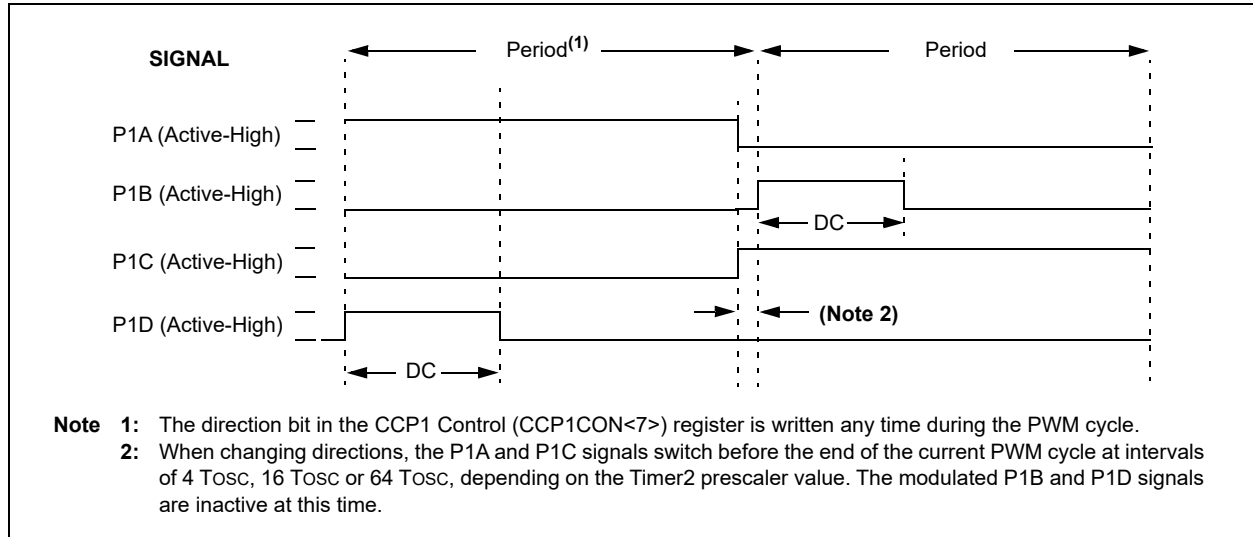 SIGNAL
Period(1)
Period
P1A (Active-High)
P1B (Active-High)
DC
P1C (Active-High)
P1D (Active-High)
(Note 2)
DC
Note 1: The direction bit in the CCP1 Control (CCP1CON<7>) register is written any time during the PWM cycle.
2: When changing directions, the P1A and P1C signals switch before the end of the current PWM cycle at intervals
of 4 TOSC, 16 TOSC or 64 TOSC, depending on the Timer2 prescaler value. The modulated P1B and P1D signals
are inactive at this time.